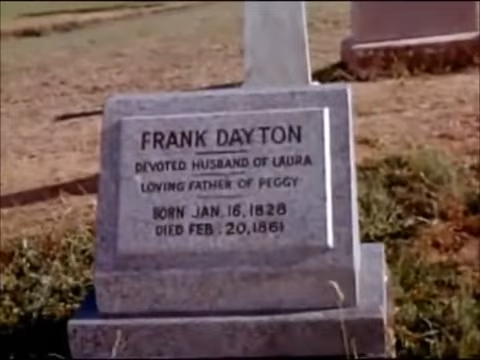 FRANK DAYTON
DEVOTED HUSBAND OF LAURA
LOVING FATHER OF PEGGY
BORN JAN. 16, 1828
DIED FEB. 20, 1861